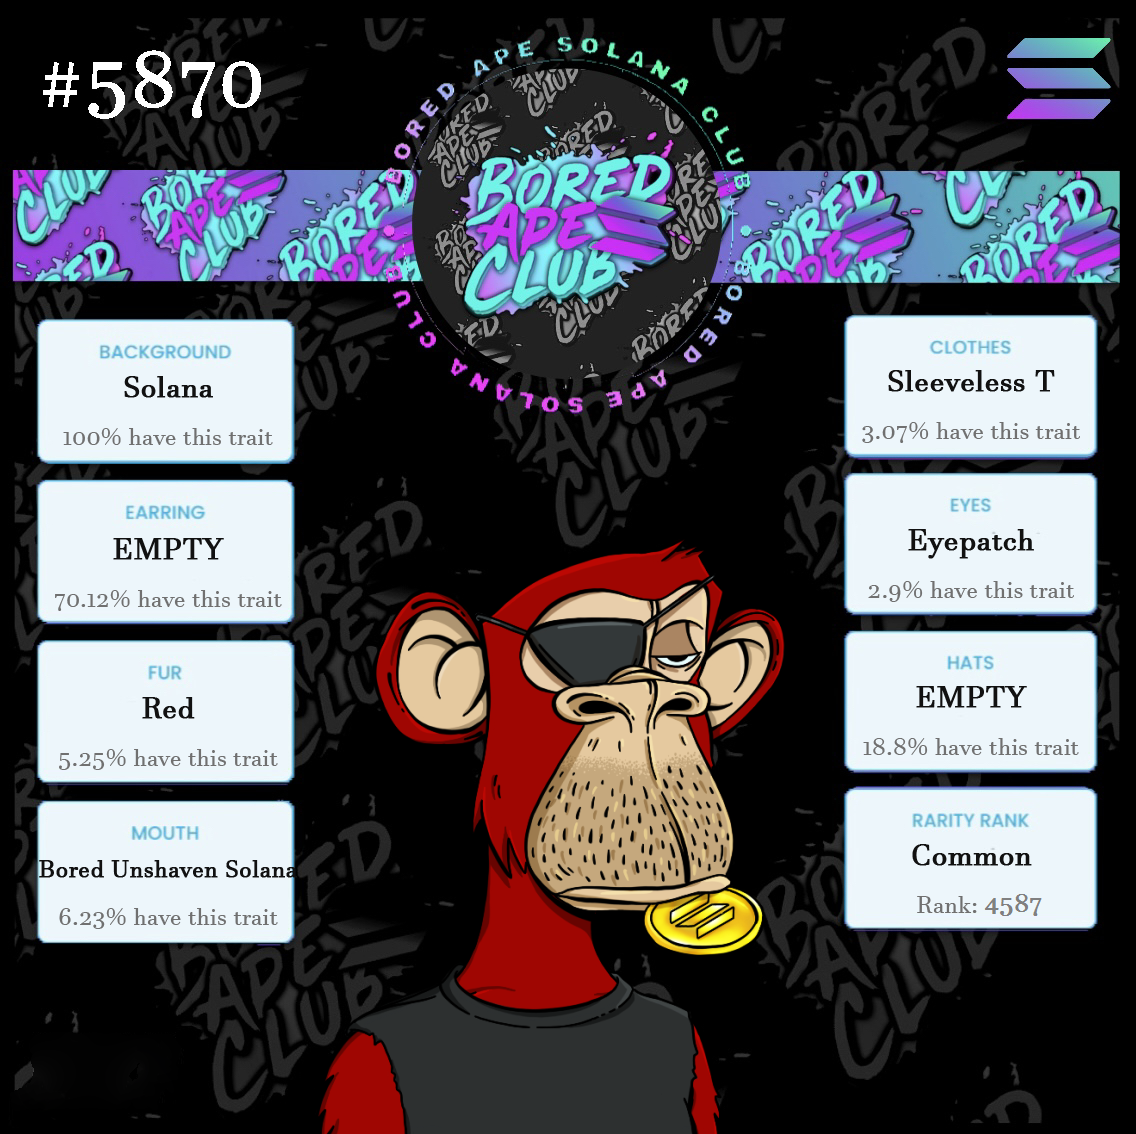 #5870
BORED APE SOLANA CLUB
BORED APE SOLANA CLUB
BORED
APE
CLUB
BACKGROUND
Solana
100% have this trait
EARRING
EMPTY
70.12% have this trait
FUR
Red
5.25% have this trait
MOUTH
Bored Unshaven Solana
6.23% have this trait
CLOTHES
Sleeveless T
3.07% have this trait
EYES
Eyepatch
2.9% have this trait
HATS
EMPTY
18.8% have this trait
RARITY RANK
Common
Rank: 4587